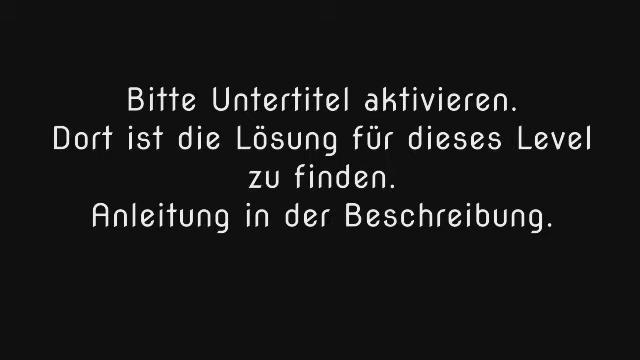 Bitte Untertitel aktivieren.
Dort ist die Lösung für dieses Level
zu finden.
Anleitung in der Beschreibung.